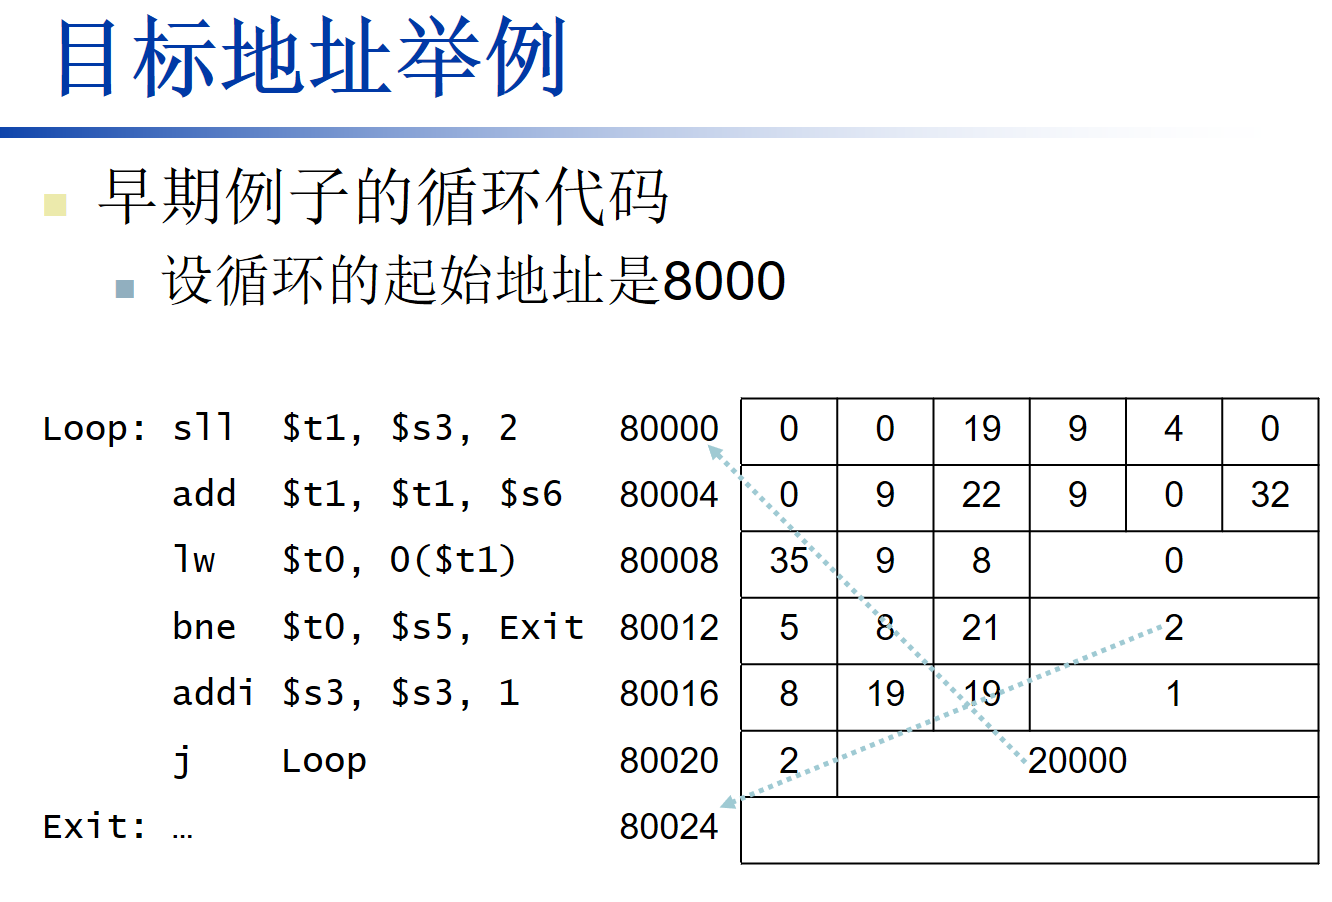 目标地址举例
早期例子的循环代码
设循环的起始地址是8000
Loop: sll $t1, $s3, 2 80000 0 0 19 9 4 0
add $t1, $t1, $s6 80004 0 9 22 9 0 32
lw $t0, 0($t1) 80008 35 9 8 0
bne $t0, $s5, Exit 80012 5 8 21 2
addi $s3, $s3, 1 80016 8 19 19 1
j Loop 80020 2 20000
Exit: … 80024